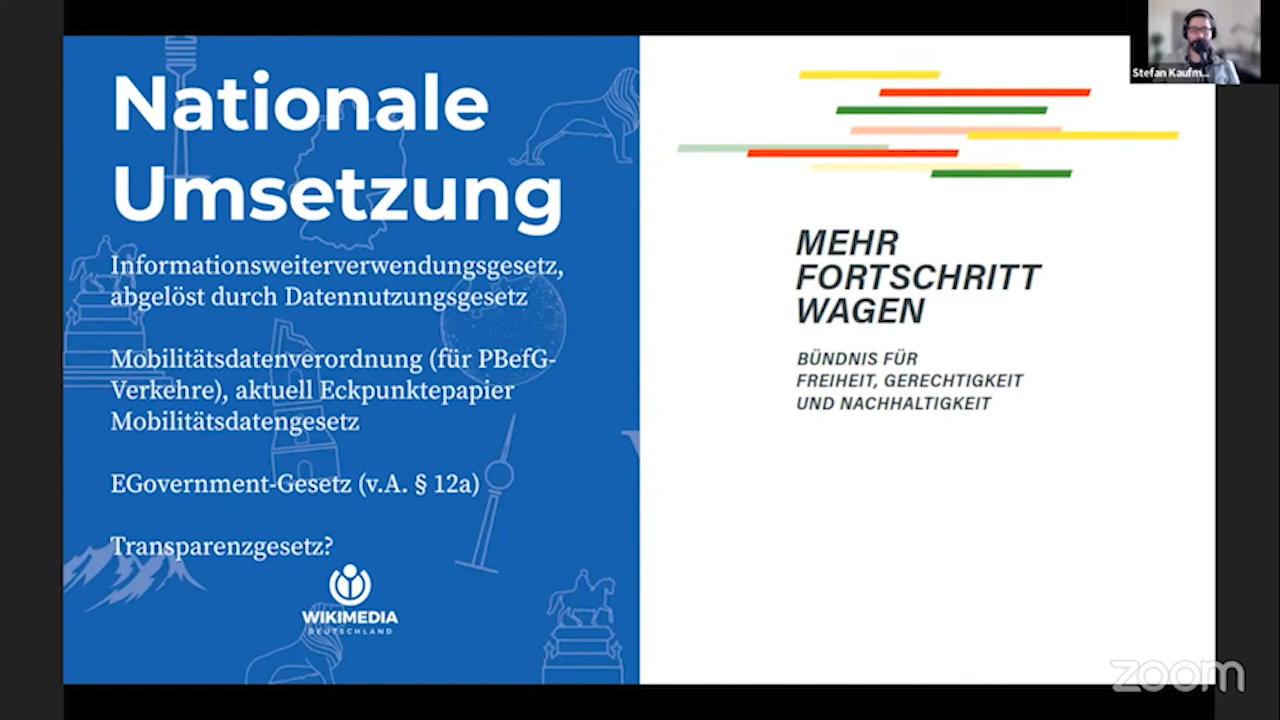 Nationale
Umsetzung
Informationsweiterverwendungsgesetz,
abgelöst durch Datennutzungsgesetz
Mobilitätsdatenverordnung (für PBefG-
Verkehre), aktuell Eckpunktepapier
Mobilitätsdatengesetz
EGovernment-Gesetz (v.A. § 12a)
Transparenzgesetz?
WIKIMEDIA
DEUTSCHLAND
MEHR
FORTSCHRITT
WAGEN
BÜNDNIS FÜR
FREIHEIT, GERECHTIGKEIT
UND NACHHALTIGKEIT
Stefan Kaufm...
zoom